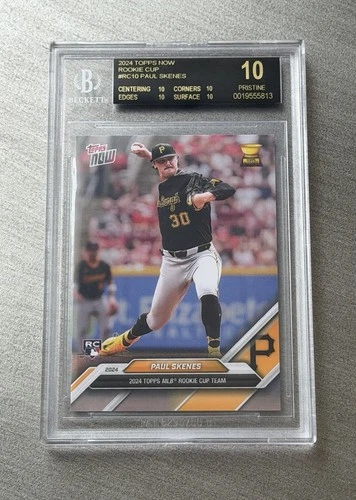 2024 TOPPS NOW
ROOKIE CUP
#RC10 PAUL SKENES
CENTERING 10 CORNERS 10
EDGES 10 SURFACE 10
10
PRISTINE
0019555813
B
BECKETT
Topps
NOW
P
30
RC
2024
PAUL SKENES
2024 TOPPS MLB® ROOKIE CUP TEAM
P